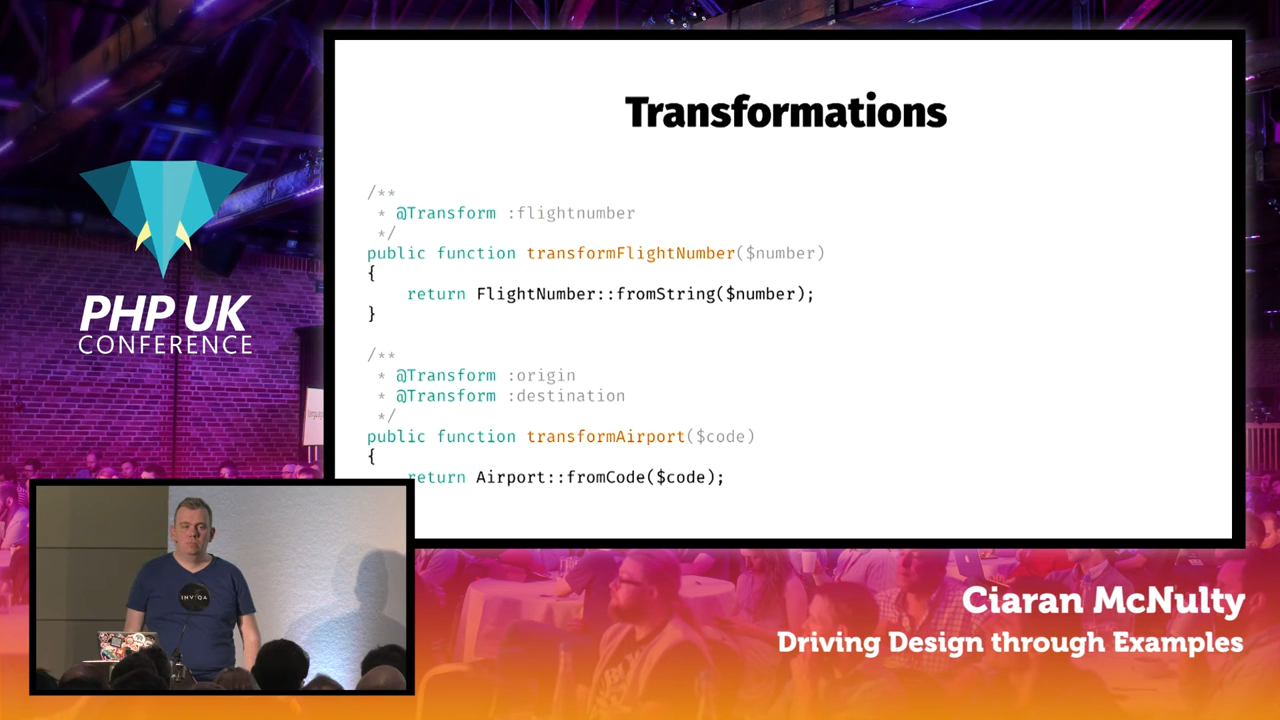 Transformations
/**
 * @Transform :flightnumber
 */
public function transformFlightNumber($number)
{
    return FlightNumber::fromString($number);
}
/**
 * @Transform :origin
 * @Transform :destination
 */
public function transformAirport($code)
{
    return Airport::fromCode($code);
PHP UK
CONFERENCE
INVIQA
Ciaran McNulty
Driving Design through Examples